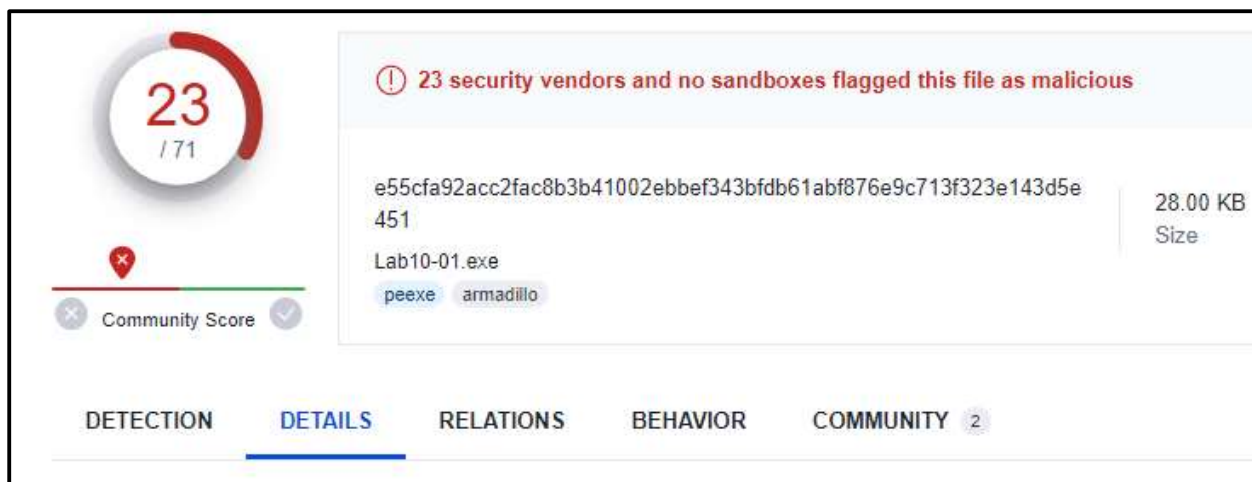 23
/ 71
Community Score
23 security vendors and no sandboxes flagged this file as malicious
e55cfa92acc2fac8b3b41002ebbef343bfdb61abf876e9c713f323e143d5e
451
Lab10-01.exe
peexe armadillo
28.00 KB
Size
DETECTION DETAILS RELATIONS BEHAVIOR COMMUNITY 2